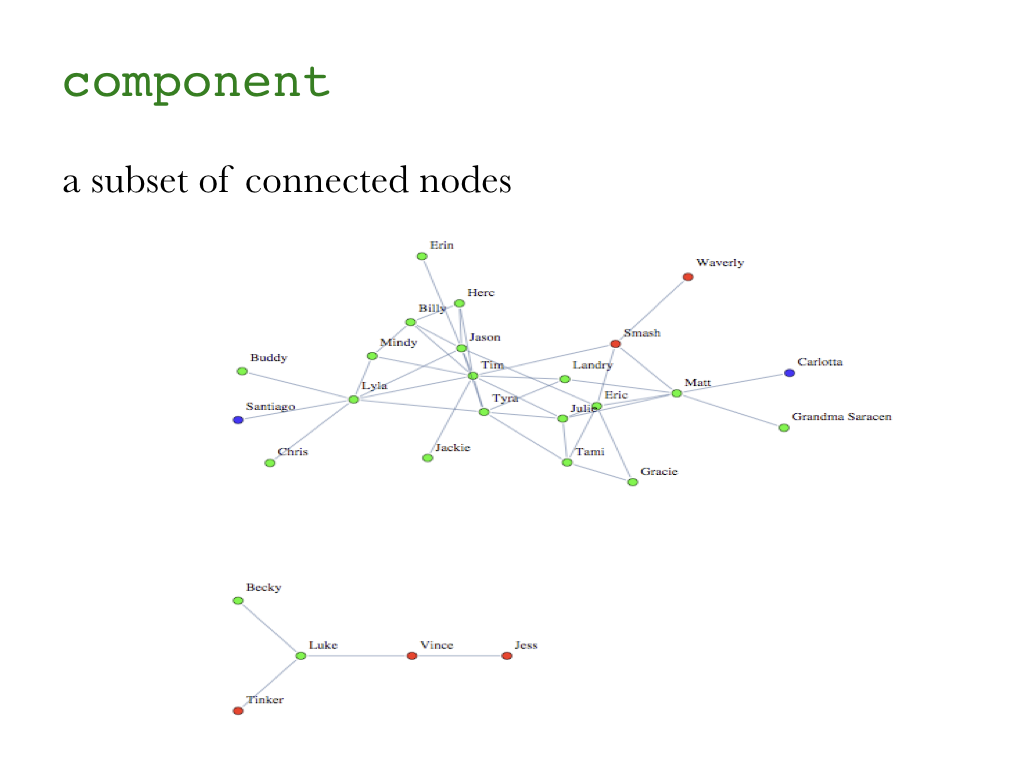 component
a subset of connected nodes
Erin
Waverly
Herc
Billy
Smash
Jason
Mindy
Buddy
Tim
Landry
Carlotta
Lyla
Matt
Eric
Tyra
Santiago
Julie
Grandma Saracen
Jackie
Chris
Tami
Gracie
Becky
Luke
Vince
Jess
Tinker